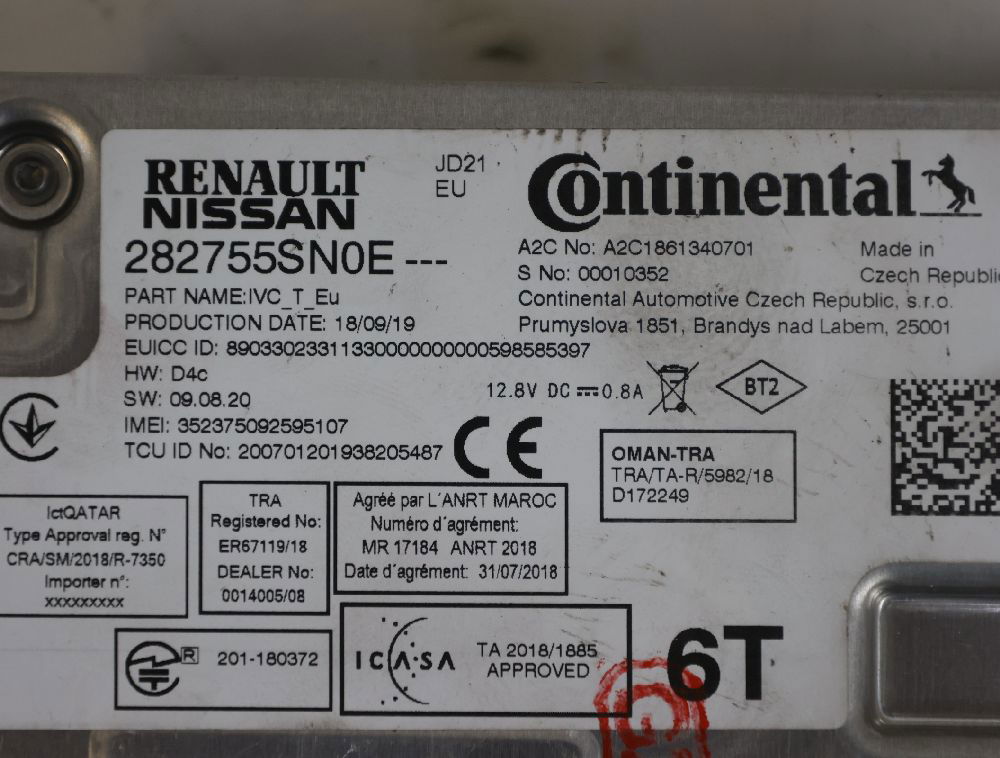 RENAULT
NISSAN
JD21
EU
Continental
282755SN0E ---
PART NAME:IVC_T_Eu
PRODUCTION DATE: 18/09/19
EUICC ID: 89033023311330000000000598585397
HW: D4c
SW: 09.08.20
IMEI: 352375092595107
TCU ID No: 200701201938205487
A2C No: A2C1861340701
S No: 00010352
Made in
Czech Republic
Continental Automotive Czech Republic, s.r.o.
Prumyslova 1851, Brandys nad Labem, 25001
12.8V DC 0.8A
BT2
CE
OMAN-TRA
TRA/TA-R/5982/18
D172249
IctQATAR
Type Approval reg. N°
CRA/SM/2018/R-7350
Importer n°:
xxxxxxxxx
TRA
Registered No:
ER67119/18
DEALER No:
0014005/08
Agréé par L´ANRT MAROC
Numéro d´agrément:
MR 17184 ANRT 2018
Date d´agrément: 31/07/2018
R 201-180372
ICASA
TA 2018/1885
APPROVED
6T